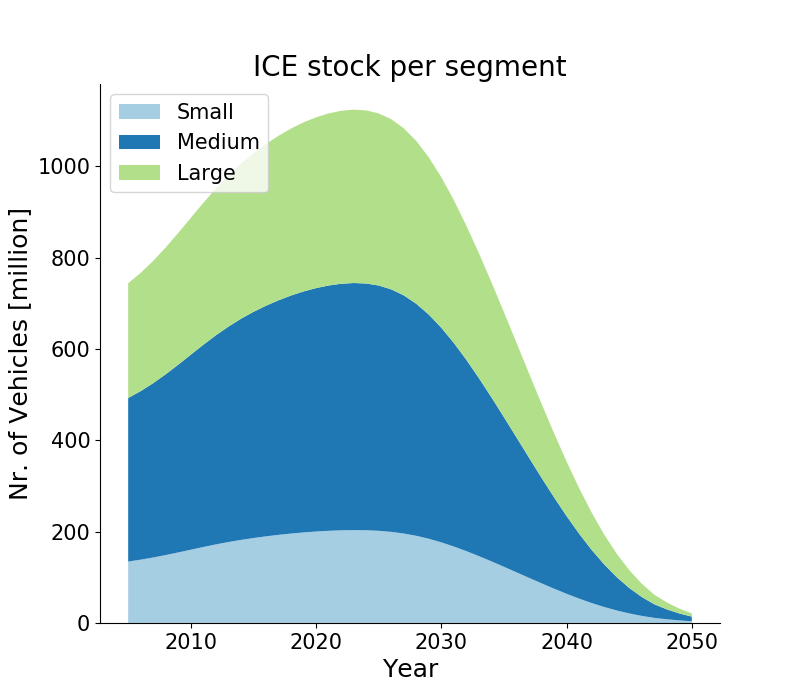 ICE stock per segment
Small
Medium
Large
Nr. of Vehicles [million]
1000
800
600
400
200
0
2010 2020 2030 2040 2050
Year